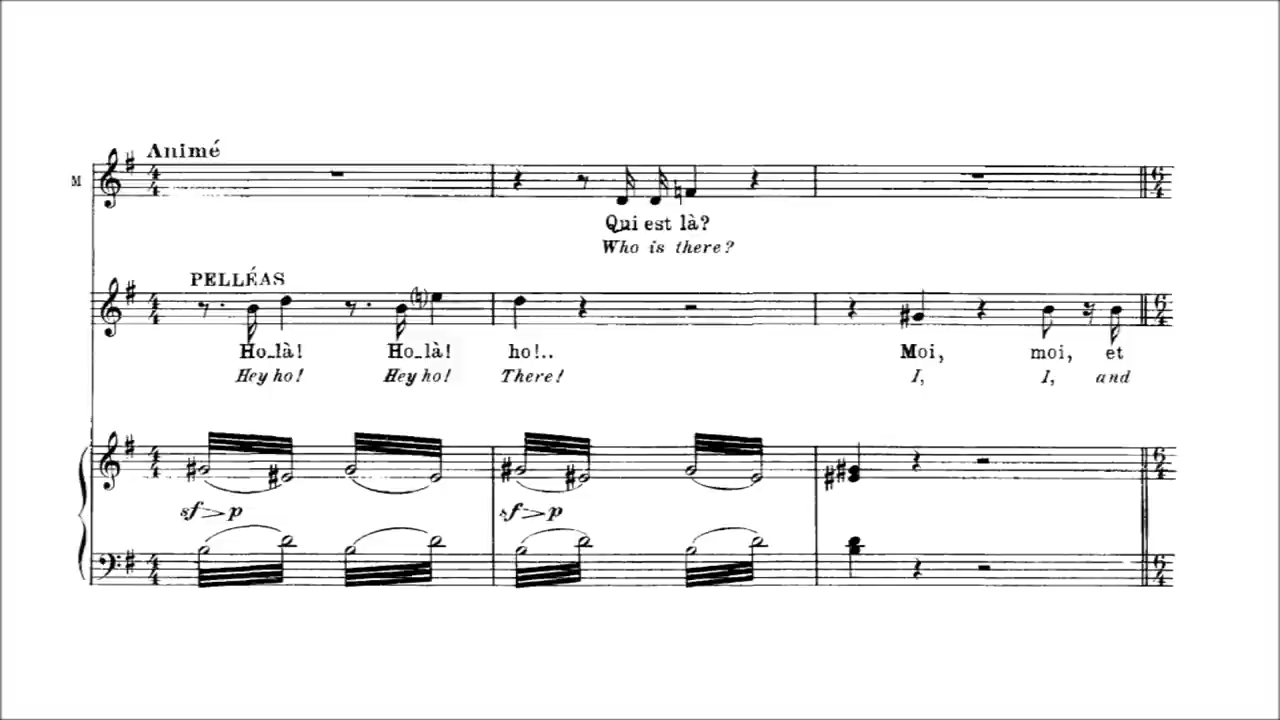 Animé
M
Qui est là?
Who is there?
PELLÉAS
Ho_là! Ho_là! ho!.. Moi, moi, et
Hey ho! Hey ho! There! I, I, and
sf > p sf > p